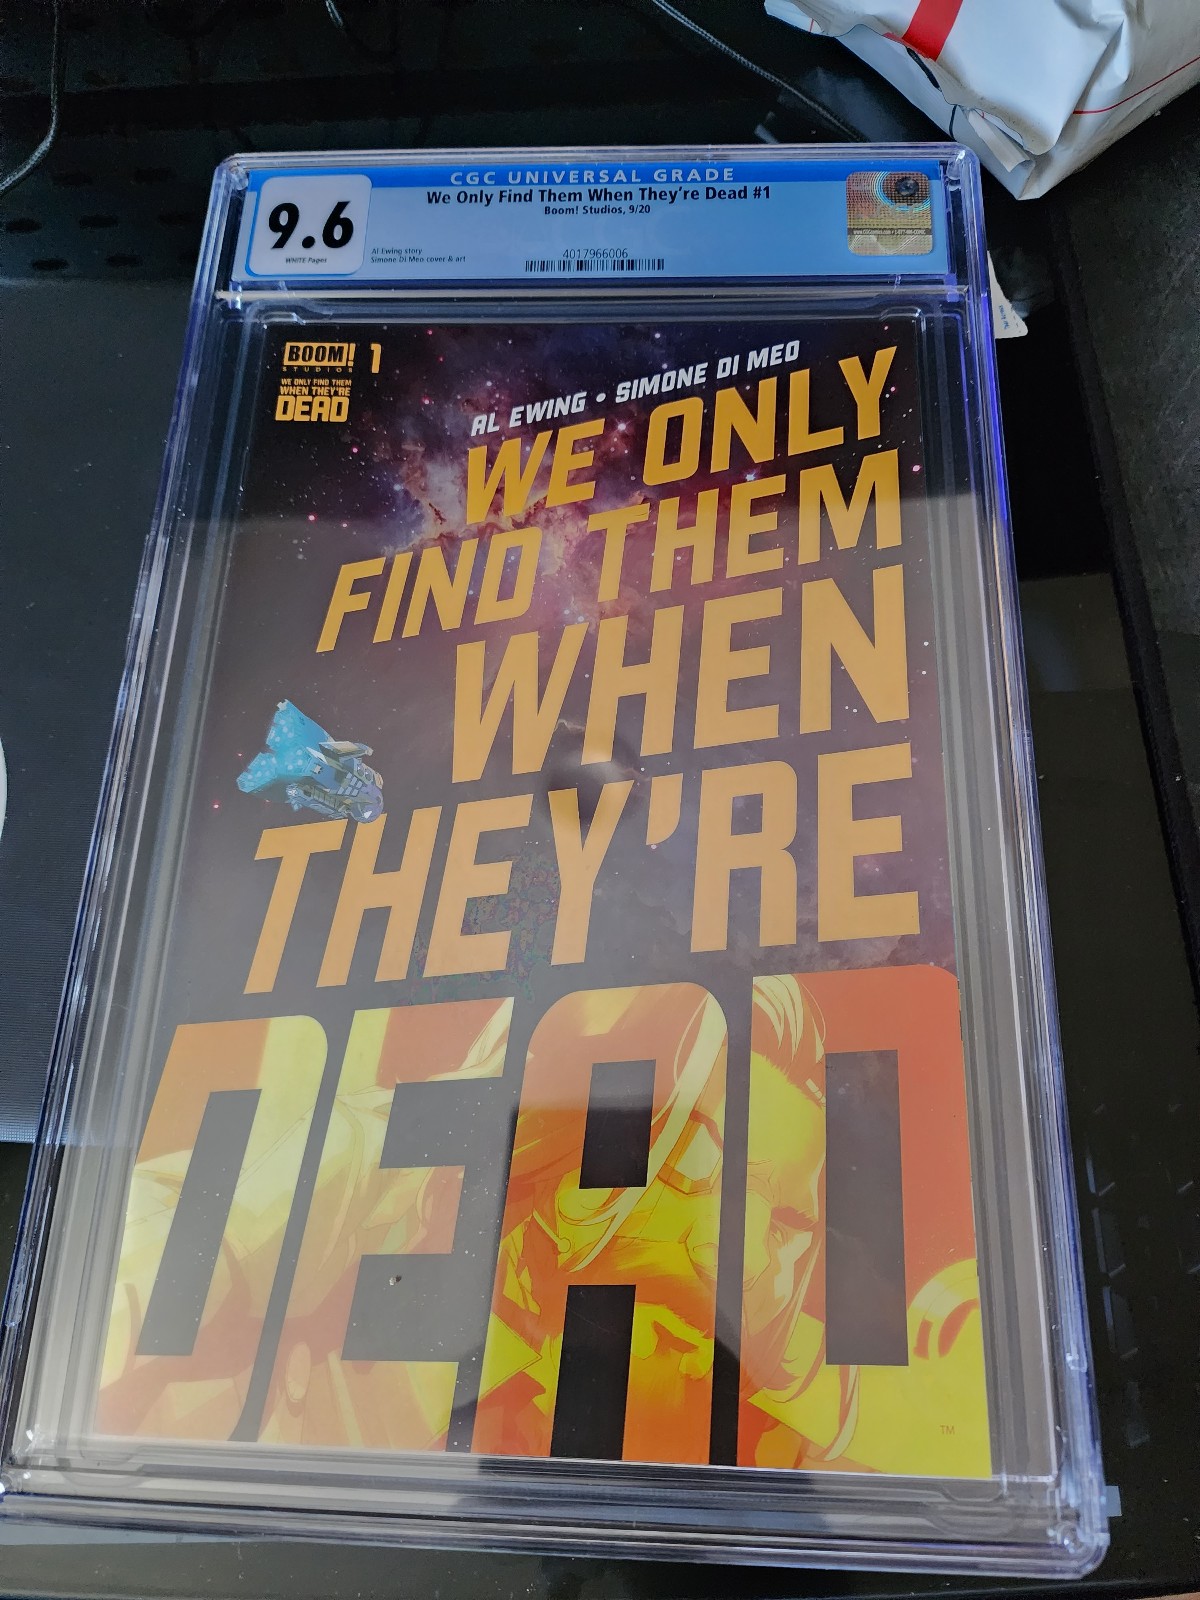 CGC UNIVERSAL GRADE
9.6
WHITE Pages
We Only Find Them When They're Dead #1
Boom! Studios, 9/20
Al Ewing story
Simone Di Meo cover & art
4017966006
BOOM!
STUDIOS
1
WE ONLY FIND THEM
WHEN THEY'RE
DEAD
AL EWING • SIMONE DI MEO
WE ONLY
FIND THEM
WHEN
THEY'RE
DEAD
TM